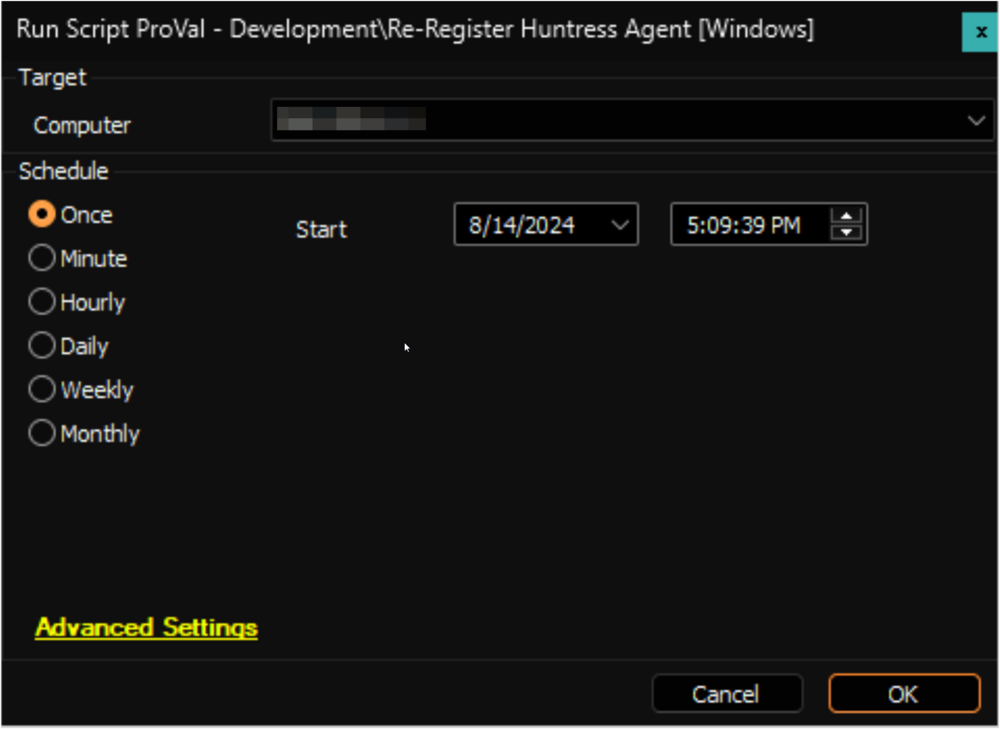 Run Script ProVal - Development\Re-Register Huntress Agent [Windows] x
Target
Computer
Schedule
Once
Start 8/14/2024 5:09:39 PM
Minute
Hourly
Daily
Weekly
Monthly
Advanced Settings
Cancel OK